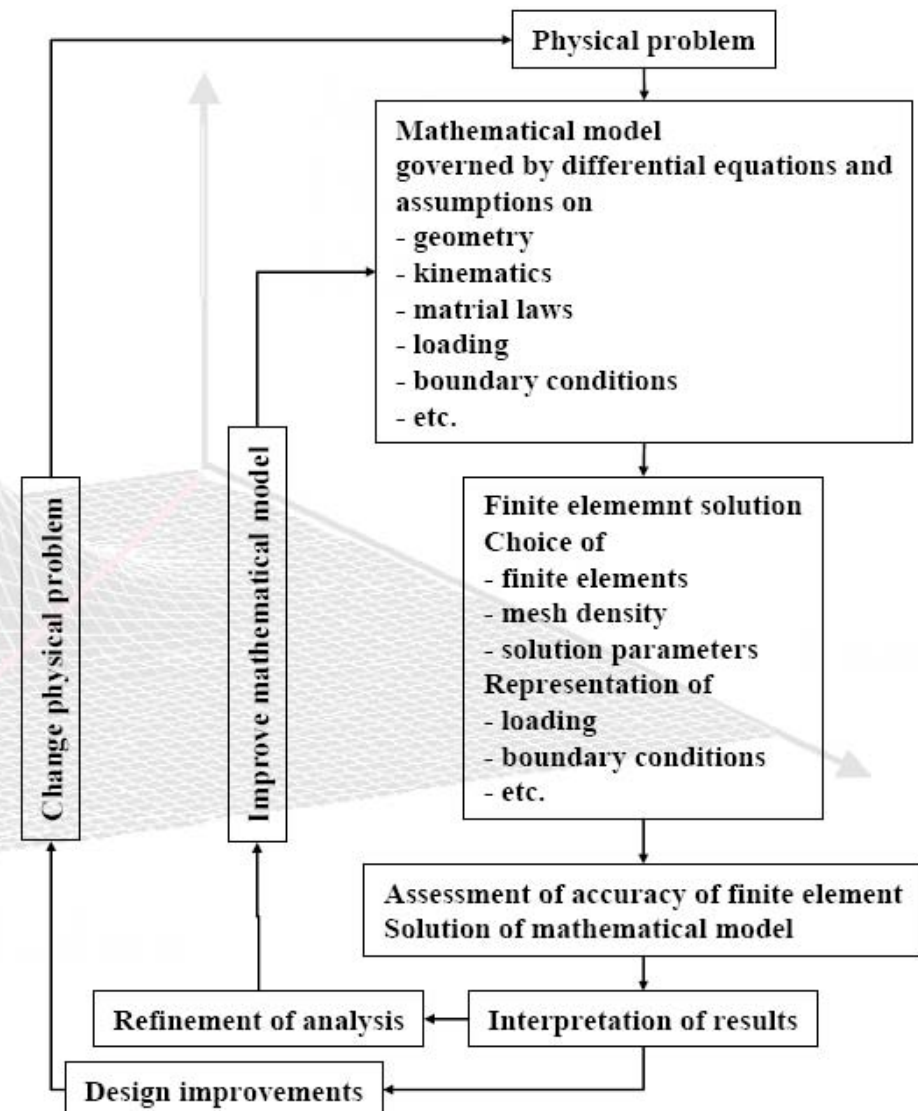 Physical problem
Mathematical model
governed by differential equations and
assumptions on
- geometry
- kinematics
- matrial laws
- loading
- boundary conditions
- etc.
Change physical problem
Improve mathematical model
Finite elememnt solution
Choice of
- finite elements
- mesh density
- solution parameters
Representation of
- loading
- boundary conditions
- etc.
Assessment of accuracy of finite element
Solution of mathematical model
Refinement of analysis
Interpretation of results
Design improvements